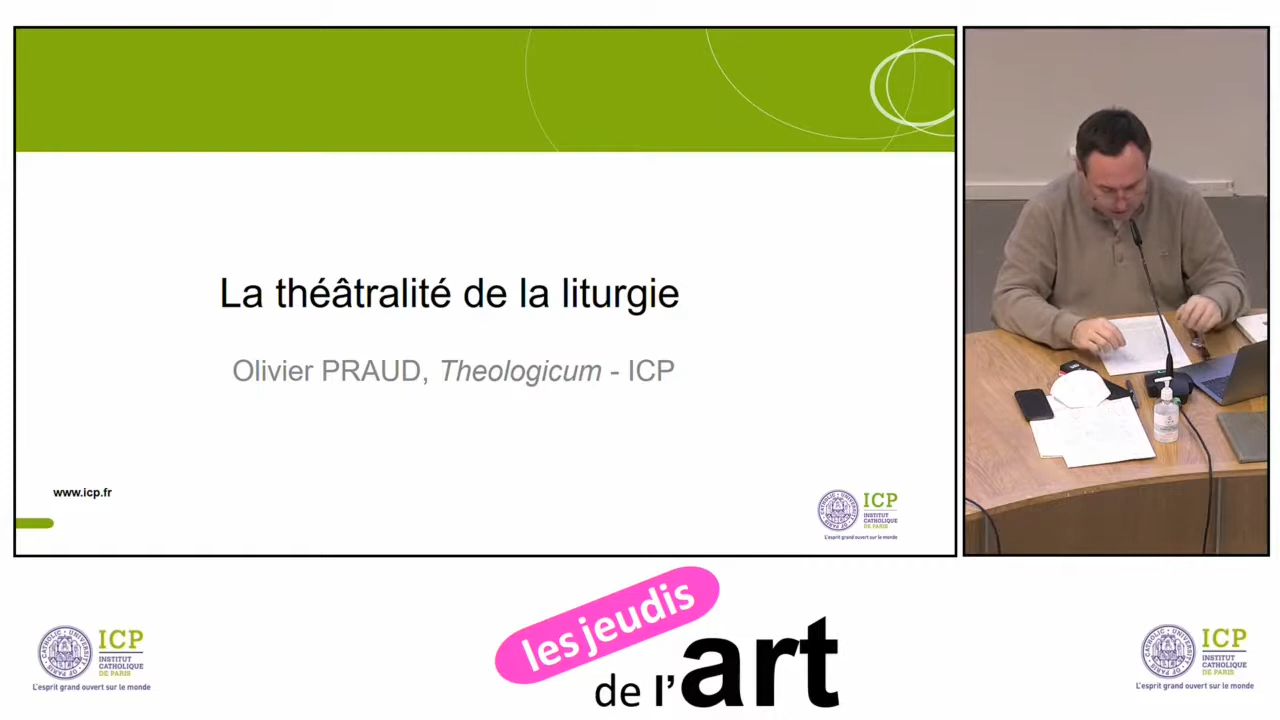 La théâtralité de la liturgie
Olivier PRAUD, Theologicum - ICP
www.icp.fr
ICP
INSTITUT
CATHOLIQUE
DE PARIS
L'esprit grand ouvert sur le monde
les jeudis
de l'art
ICP
INSTITUT
CATHOLIQUE
DE PARIS
L'esprit grand ouvert sur le monde
ICP
INSTITUT
CATHOLIQUE
DE PARIS
L'esprit grand ouvert sur le monde